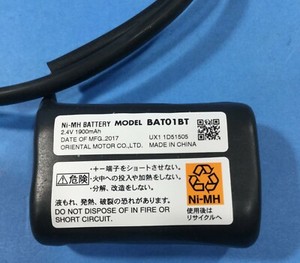 Ni-MH BATTERY MODEL BAT01BT
2.4V 1900mAh
DATE OF MFG.,2017 UX1 1D51505
ORIENTAL MOTOR CO.,LTD. MADE IN CHINA
⚠危険
・+ー端子をショートさせない。
・火中への投入や加熱をしない。
・分解、改造をしない。
液もれ、発熱、破裂の恐れがあります。
DO NOT DISPOSE OF IN FIRE OR
SHORT CIRCUIT.
Ni-MH
使用後は
リサイクルへ